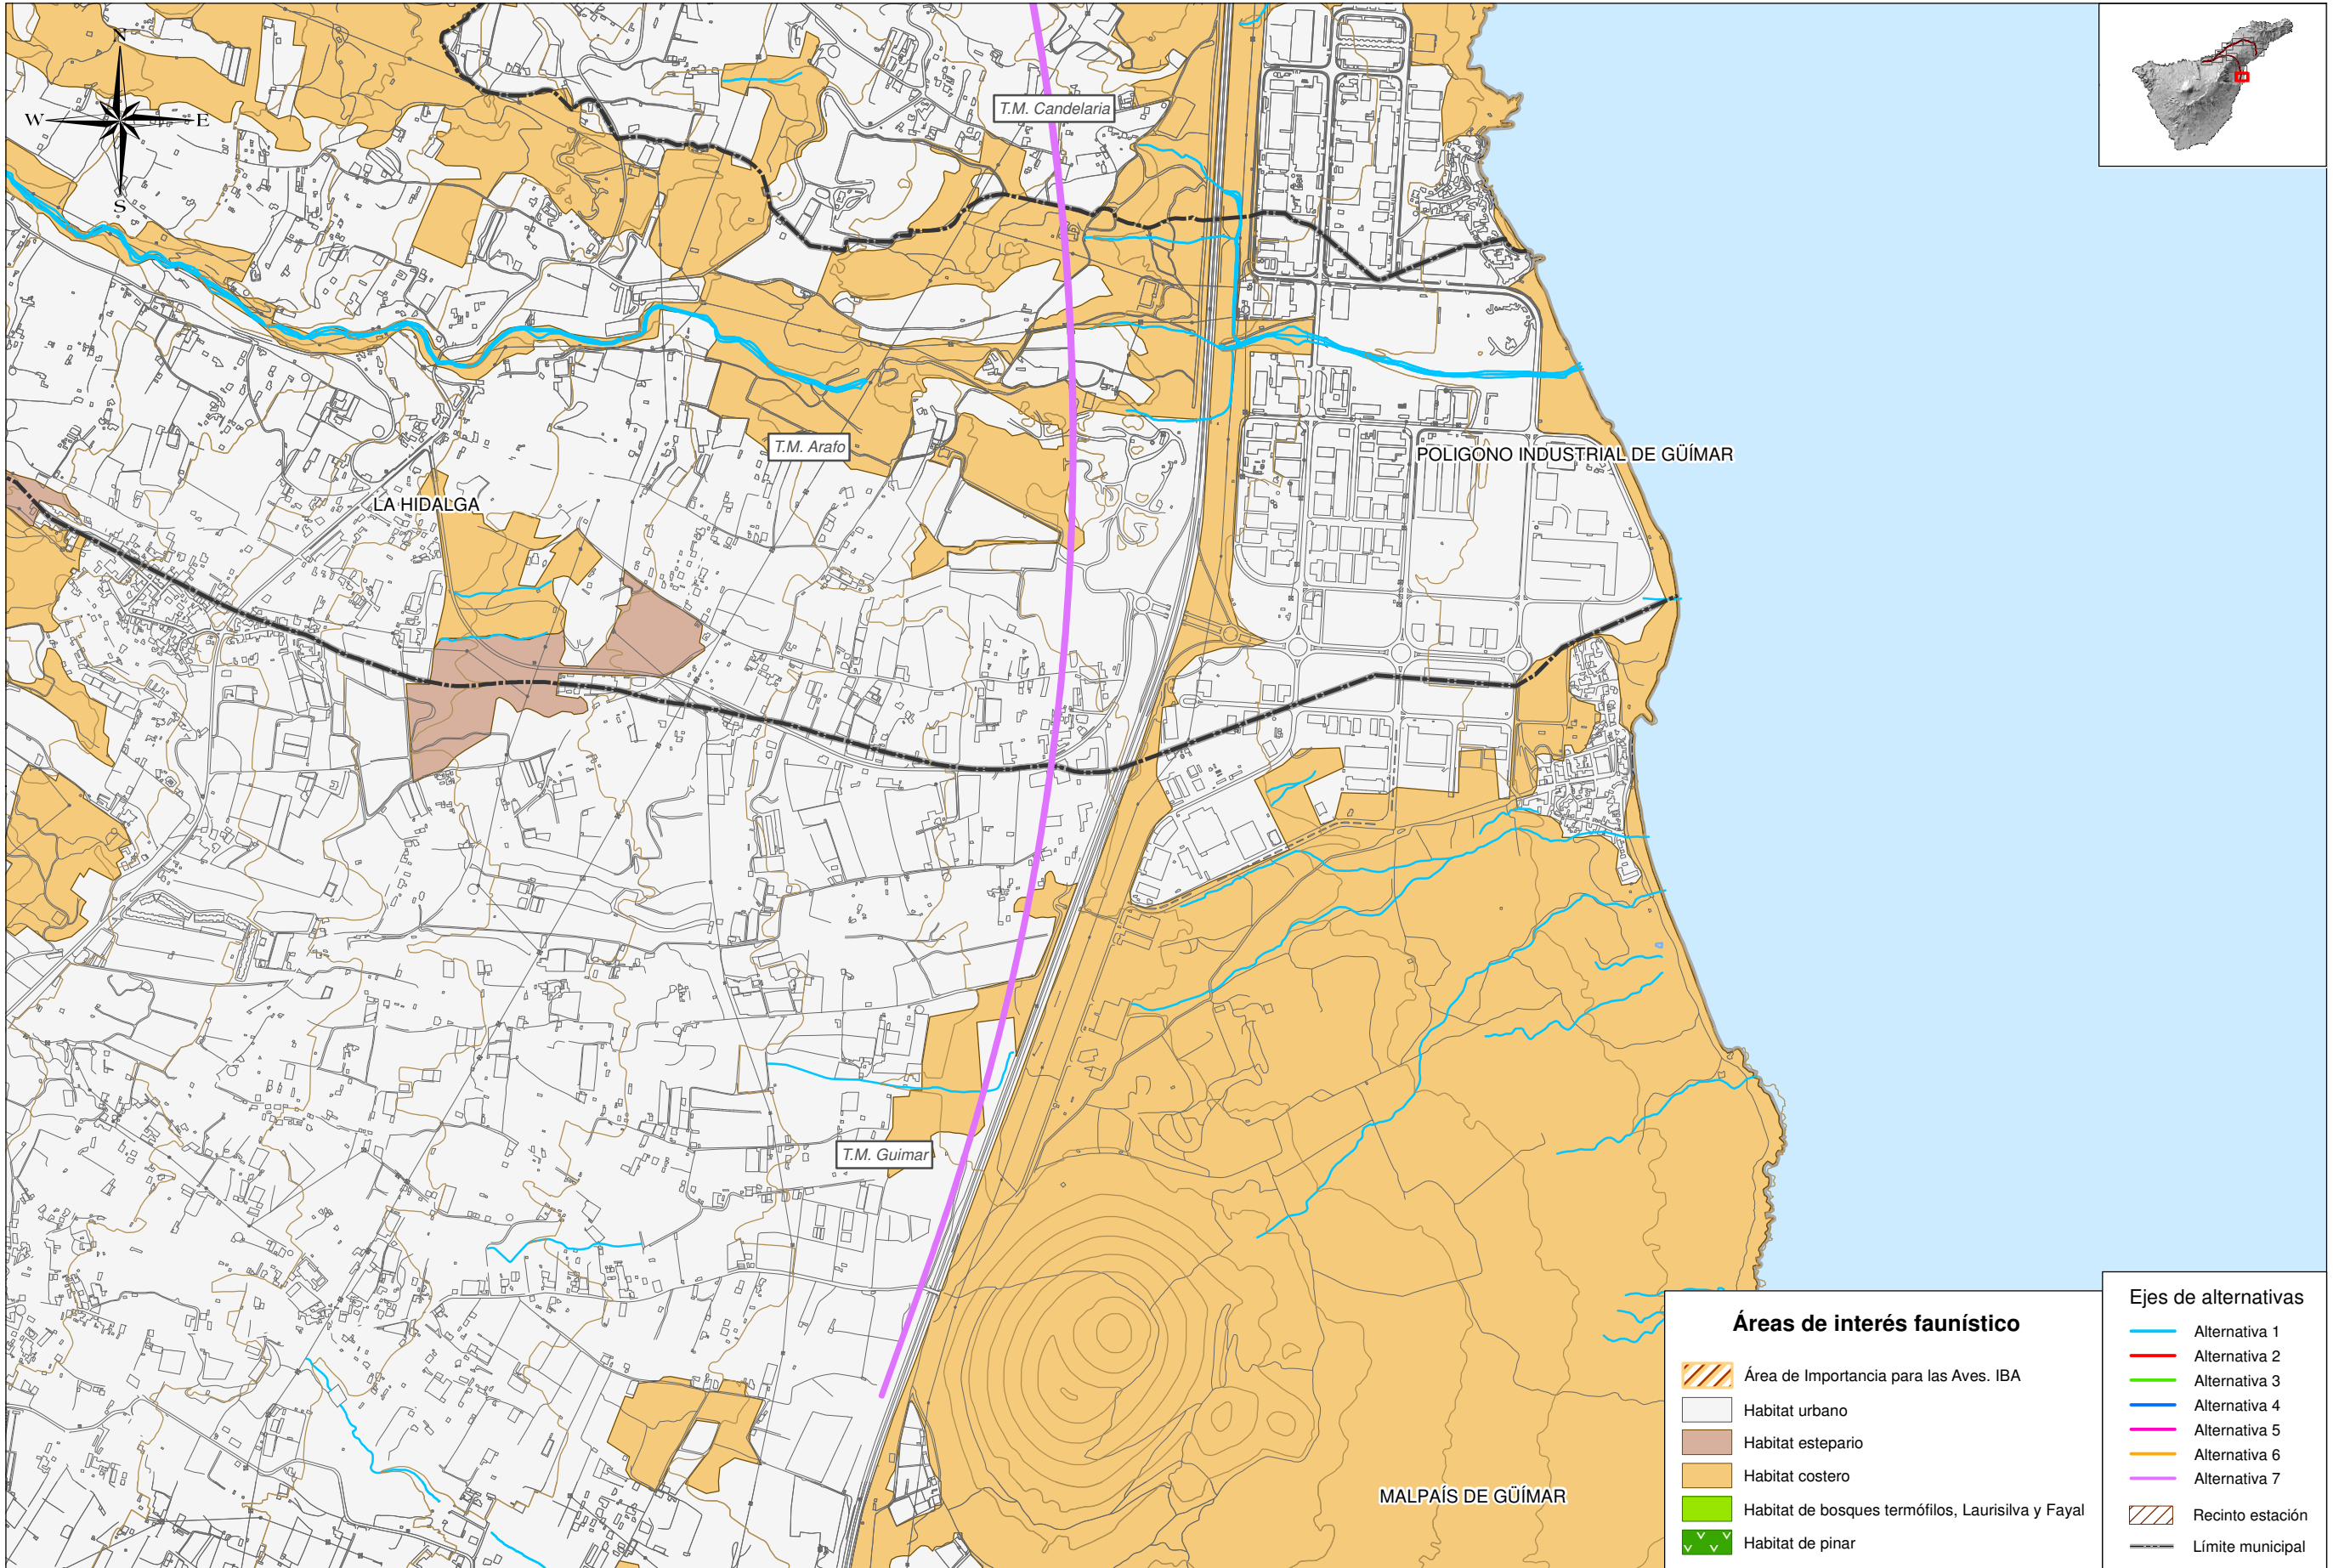 N
W
E
S
T.M. Candelaria
T.M. Arafo
POLIGONO INDUSTRIAL DE GÜÍMAR
LA HIDALGA
T.M. Guimar
MALPAÍS DE GÜÍMAR
Áreas de interés faunístico
Área de Importancia para las Aves. IBA
Habitat urbano
Habitat estepario
Habitat costero
Habitat de bosques termófilos, Laurisilva y Fayal
Habitat de pinar
Ejes de alternativas
Alternativa 1
Alternativa 2
Alternativa 3
Alternativa 4
Alternativa 5
Alternativa 6
Alternativa 7
Recinto estación
Límite municipal